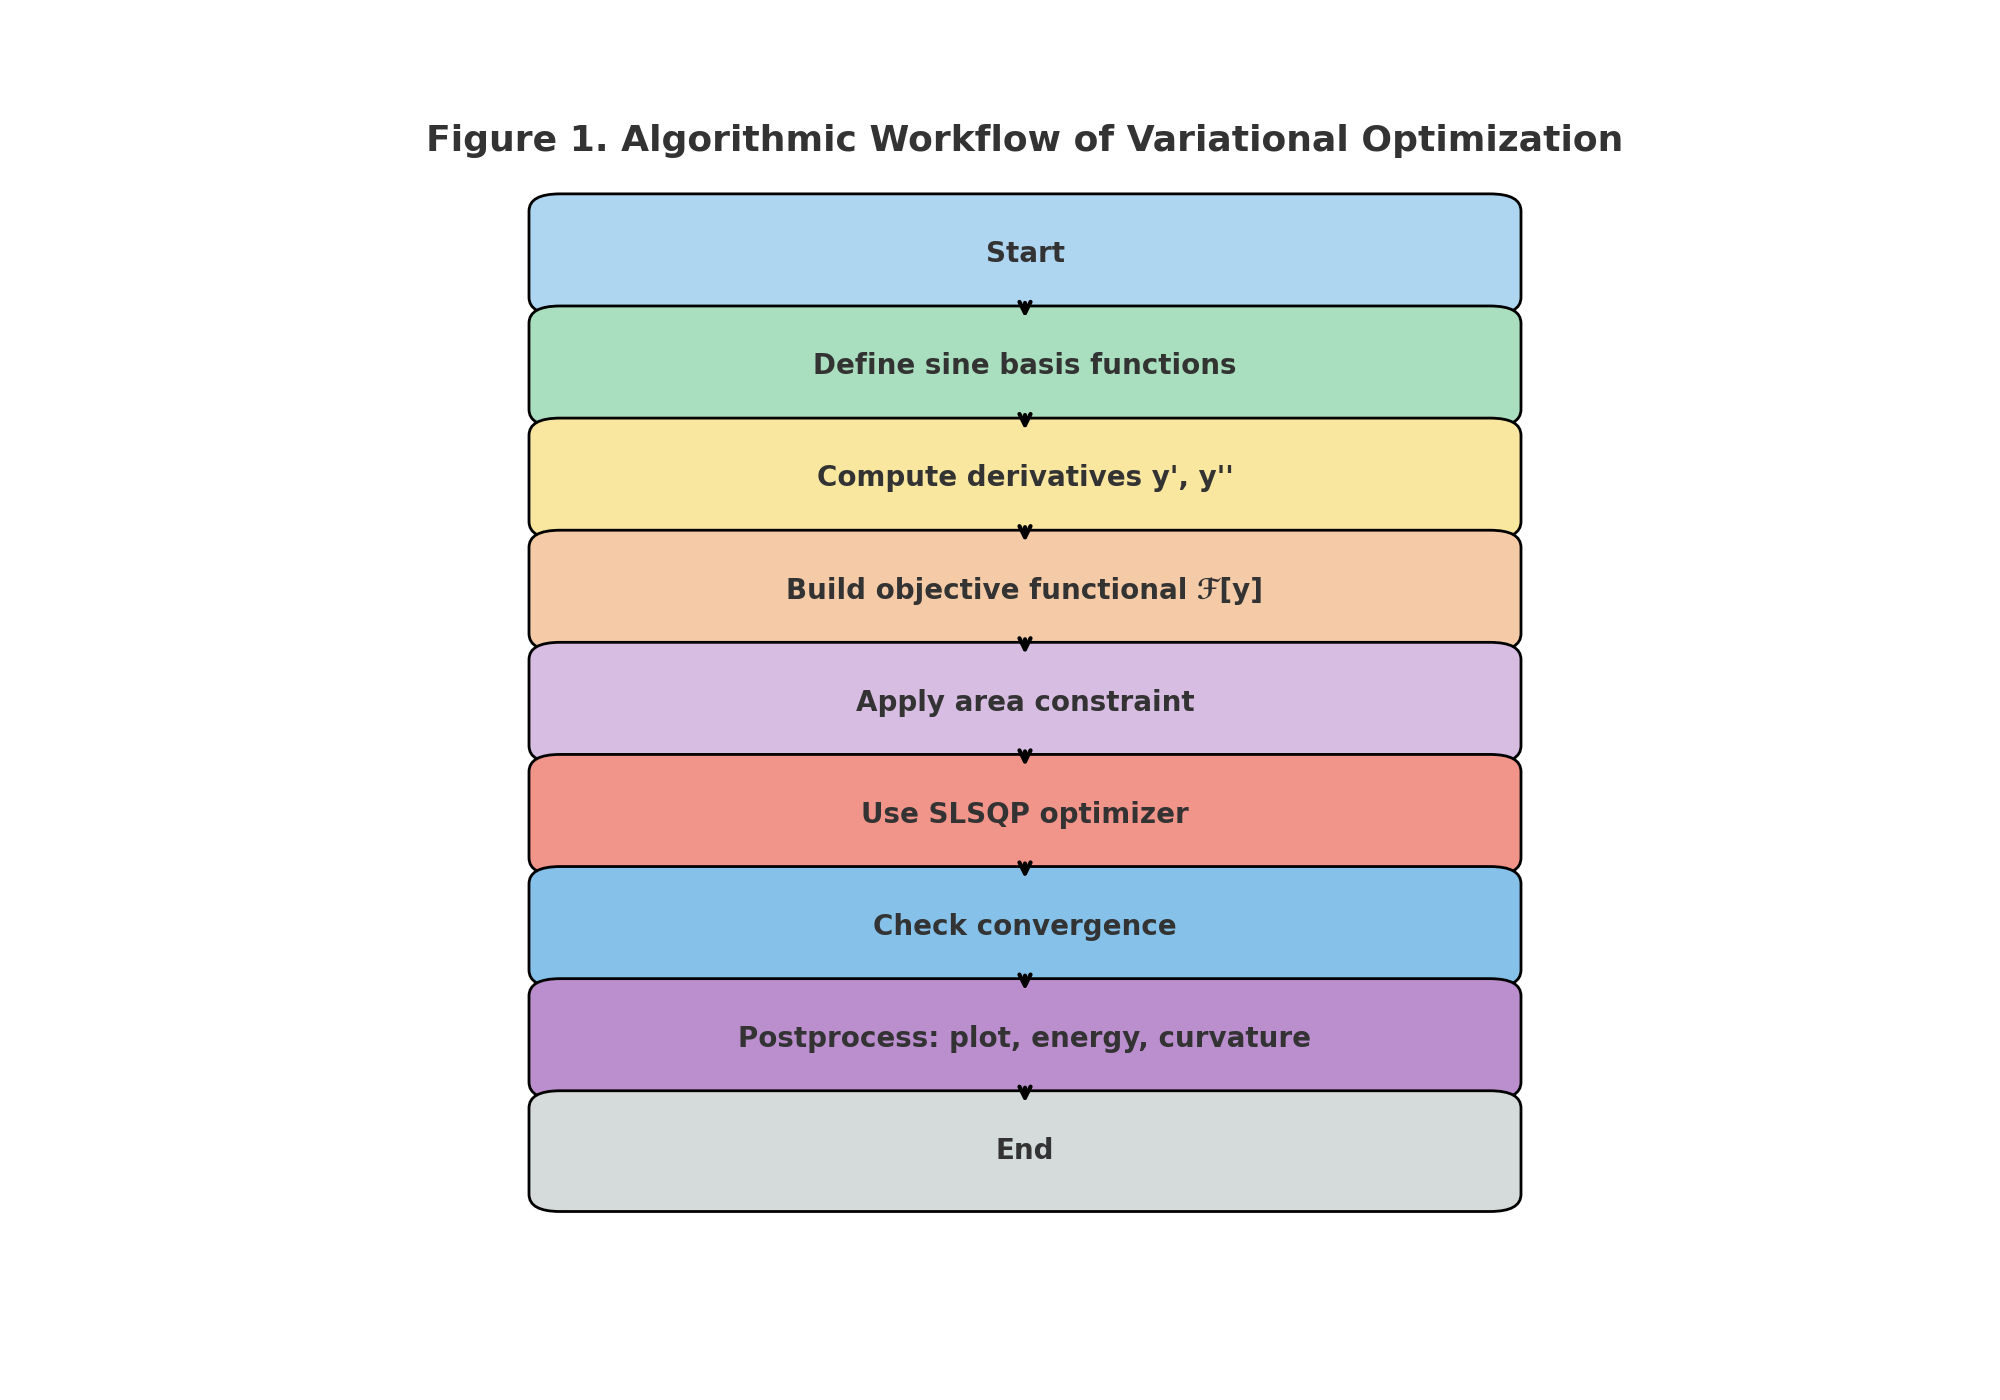 Figure 1. Algorithmic Workflow of Variational Optimization
Start
Define sine basis functions
Compute derivatives y', y''
Build objective functional ℱ[y]
Apply area constraint
Use SLSQP optimizer
Check convergence
Postprocess: plot, energy, curvature
End